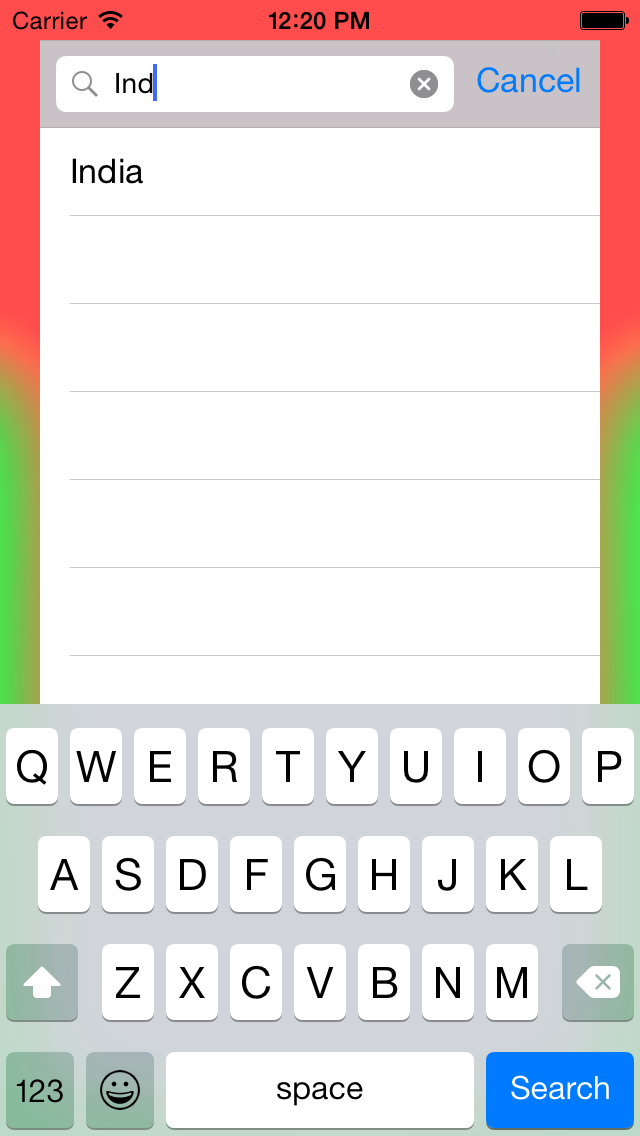 Carrier 12:20 PM
Ind Cancel
India
Q W E R T Y U I O P
A S D F G H J K L
Z X C V B N M
123 space Search